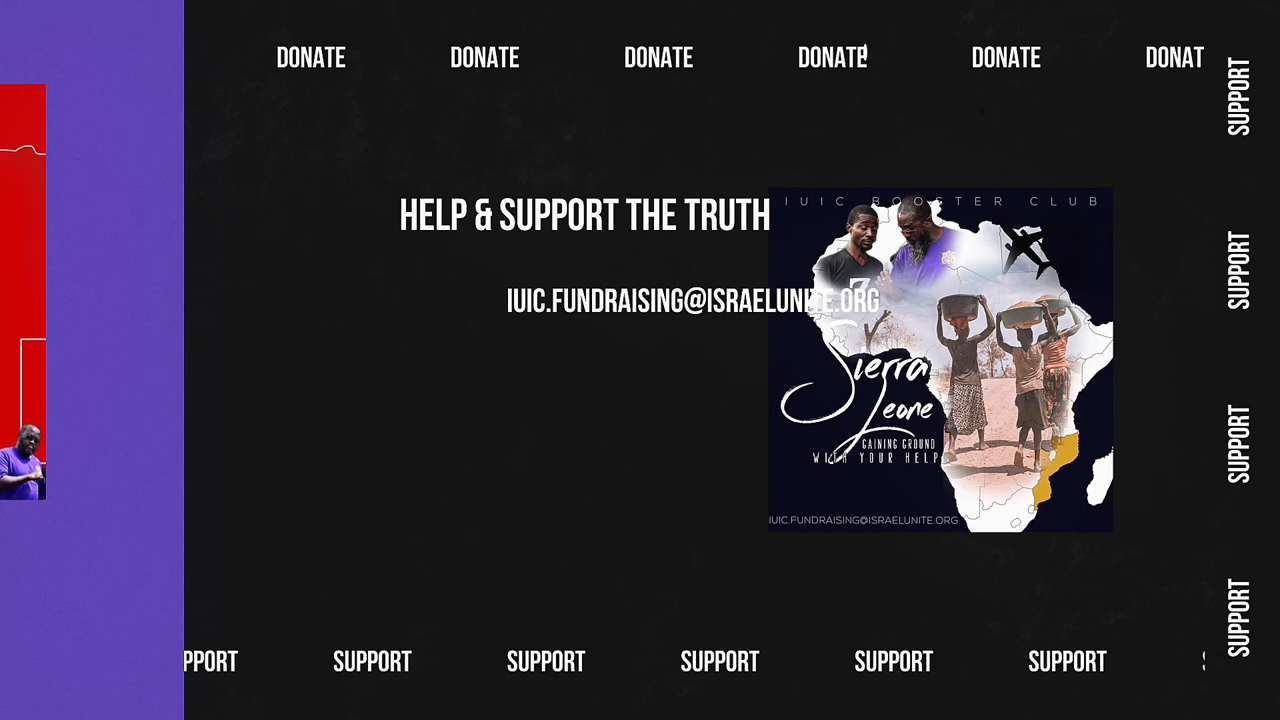 DONATE DONATE DONATE DONATE DONATE DONAT
HELP & SUPPORT THE TRUTH
IUIC.FUNDRAISING@ISRAELUNITE.ORG
IUIC BOOSTER CLUB
Sierra
Leone
GAINING GROUND
WITH YOUR HELP
IUIC.FUNDRAISING@ISRAELUNITE.ORG
SUPPORT
SUPPORT
SUPPORT
SUPPORT
PPORT SUPPORT SUPPORT SUPPORT SUPPORT SUPPORT